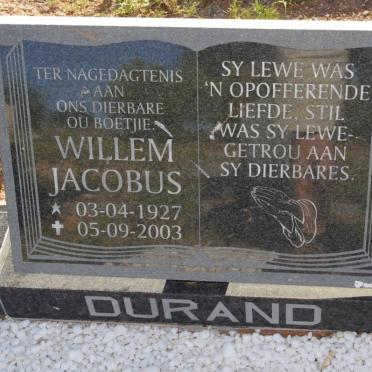 TER NAGEDAGTENIS
AAN
ONS DIERBARE
OU BOETJIE.
WILLEM
JACOBUS
★ 03-04-1927
✝ 05-09-2003
SY LEWE WAS
'N OPOFFERENDE
LIEFDE, STIL
WAS SY LEWE-
GETROU AAN
SY DIERBARES.
DURAND